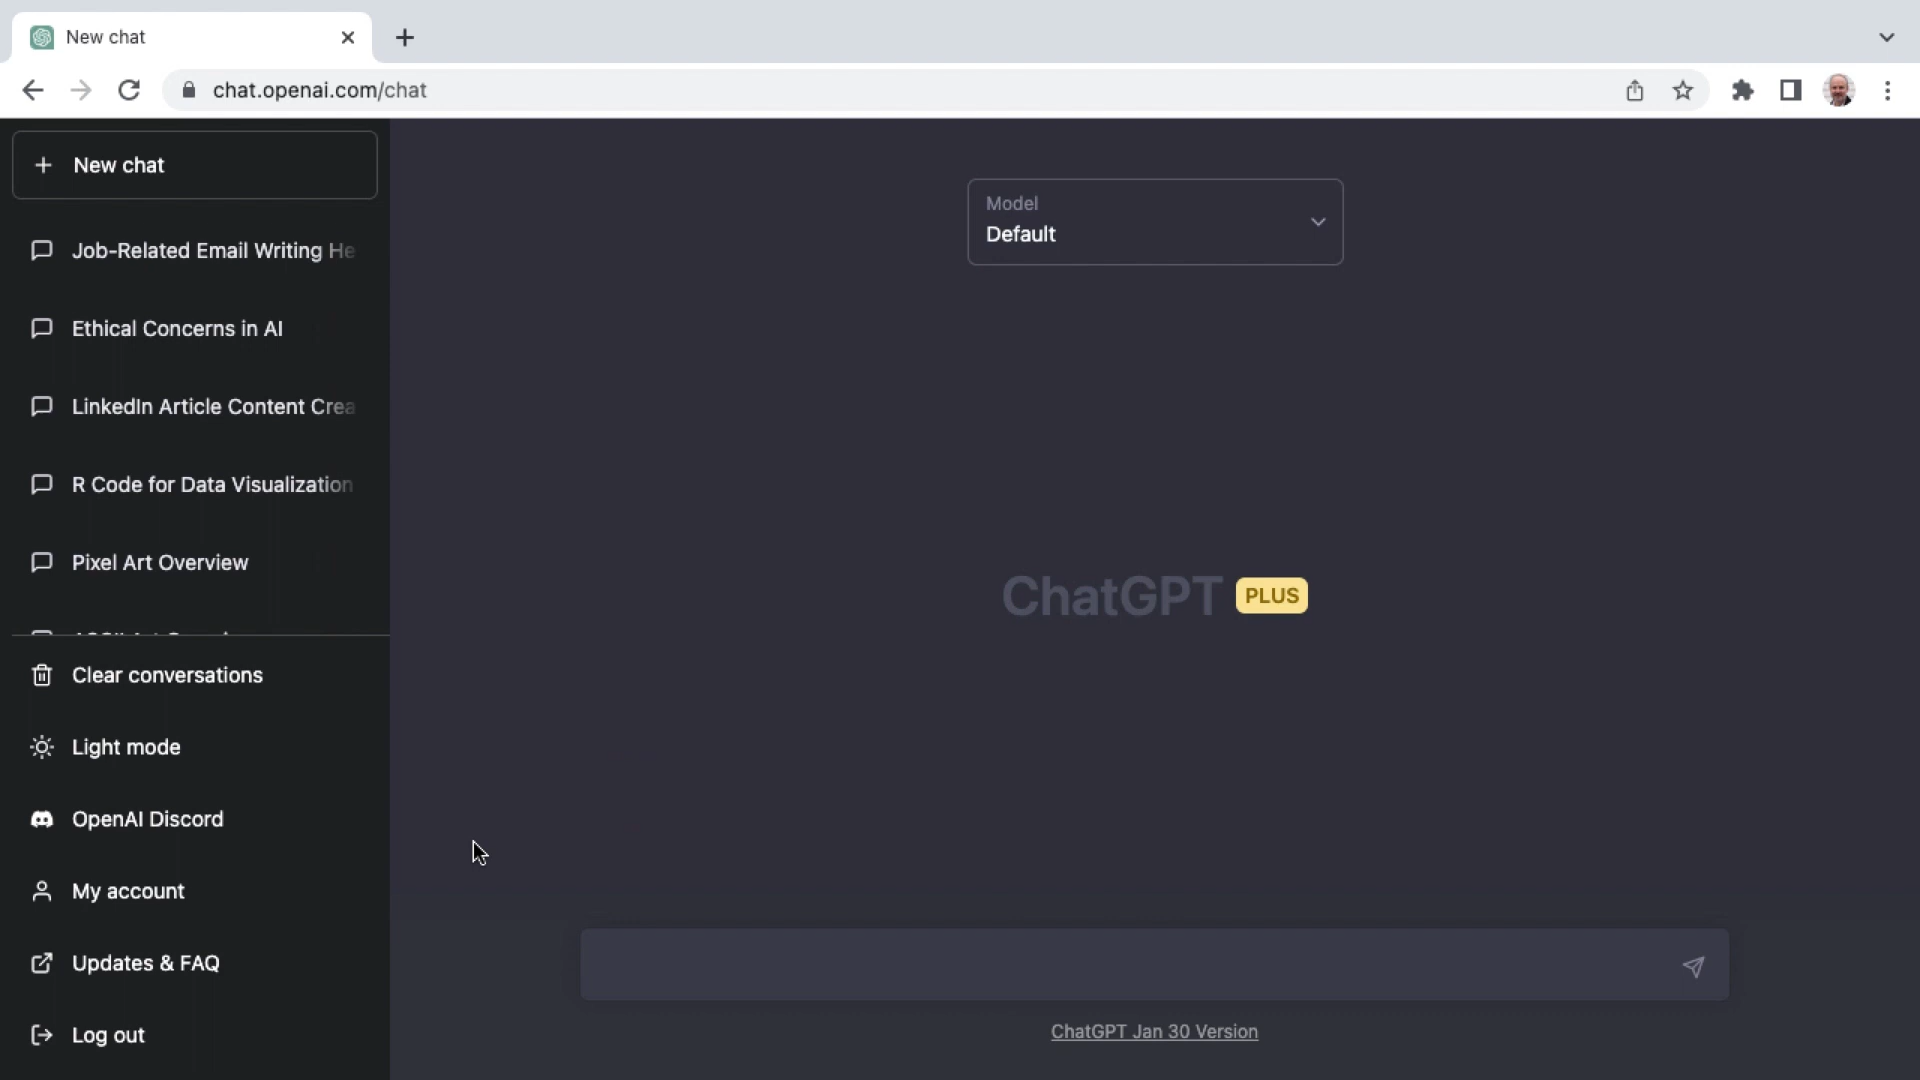 New chat
chat.openai.com/chat
New chat
Job-Related Email Writing He
Ethical Concerns in AI
LinkedIn Article Content Crea
R Code for Data Visualization
Pixel Art Overview
Clear conversations
Light mode
OpenAI Discord
My account
Updates & FAQ
Log out
Model
Default
ChatGPT PLUS
ChatGPT Jan 30 Version